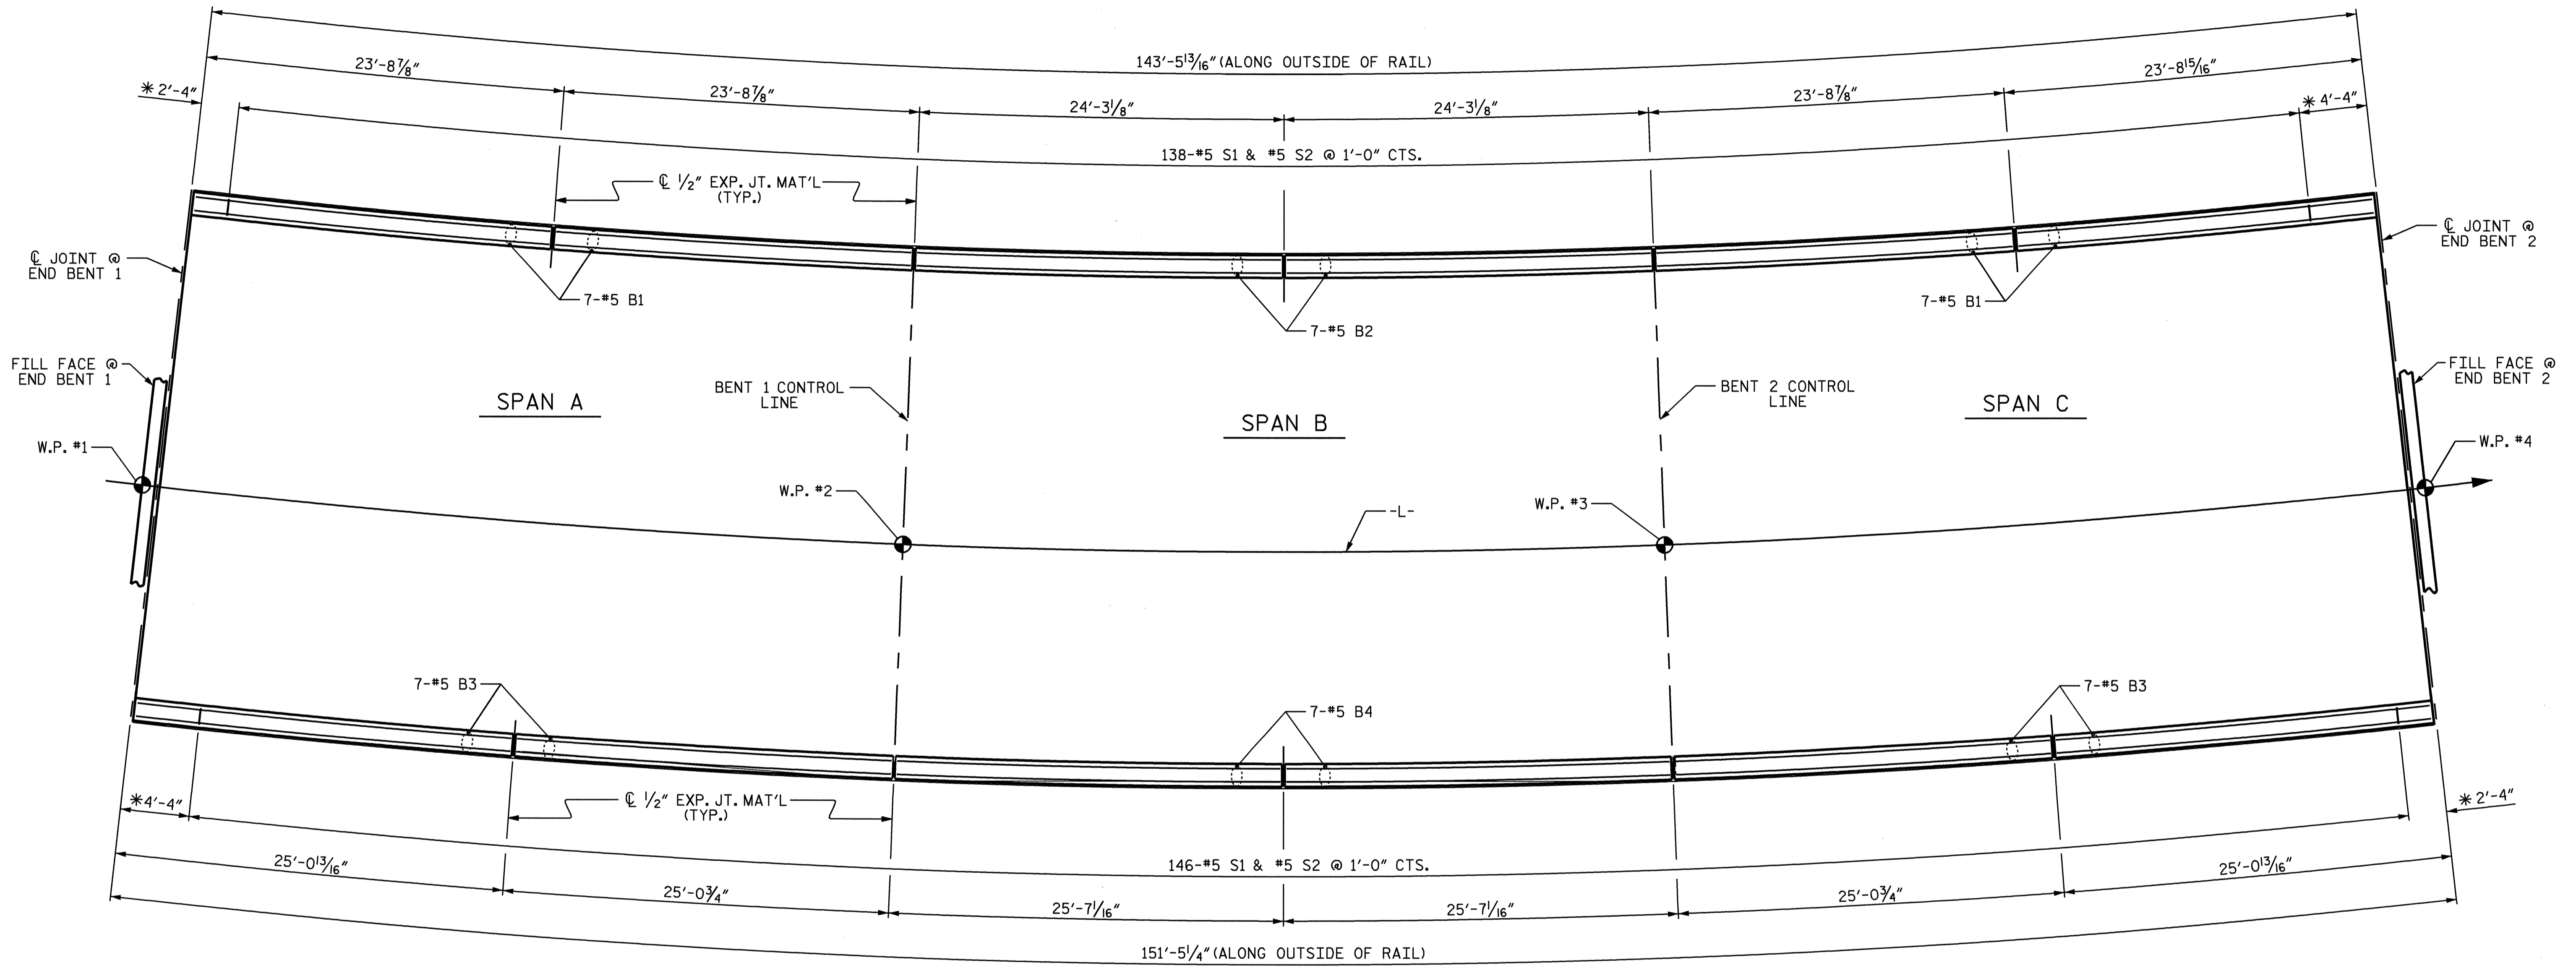 143'-5 13/16" (ALONG OUTSIDE OF RAIL)
23'-8 7/8"
23'-8 7/8"
24'-3 1/8"
24'-3 1/8"
23'-8 7/8"
23'-8 15/16"
* 2'-4"
* 4'-4"
138-#5 S1 & #5 S2 @ 1'-0" CTS.
℄ 1/2" EXP. JT. MAT'L
(TYP.)
℄ JOINT @
END BENT 1
℄ JOINT @
END BENT 2
7-#5 B1
7-#5 B2
7-#5 B1
FILL FACE @
END BENT 1
FILL FACE @
END BENT 2
SPAN A
BENT 1 CONTROL
LINE
SPAN B
BENT 2 CONTROL
LINE
SPAN C
W.P. #1
W.P. #2
-L-
W.P. #3
W.P. #4
7-#5 B3
7-#5 B4
7-#5 B3
*4'-4"
℄ 1/2" EXP. JT. MAT'L
(TYP.)
* 2'-4"
146-#5 S1 & #5 S2 @ 1'-0" CTS.
25'-0 13/16"
25'-0 3/4"
25'-7 1/16"
25'-7 1/16"
25'-0 3/4"
25'-0 13/16"
151'-5 1/4" (ALONG OUTSIDE OF RAIL)